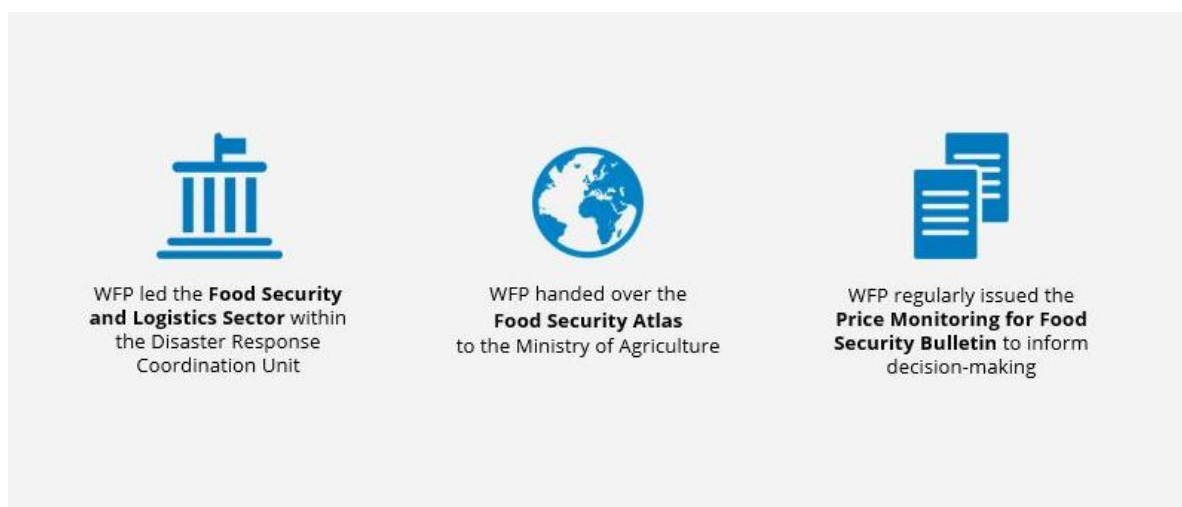 WFP led the Food Security
and Logistics Sector within
the Disaster Response
Coordination Unit
WFP handed over the
Food Security Atlas
to the Ministry of Agriculture
WFP regularly issued the
Price Monitoring for Food
Security Bulletin to inform
decision-making